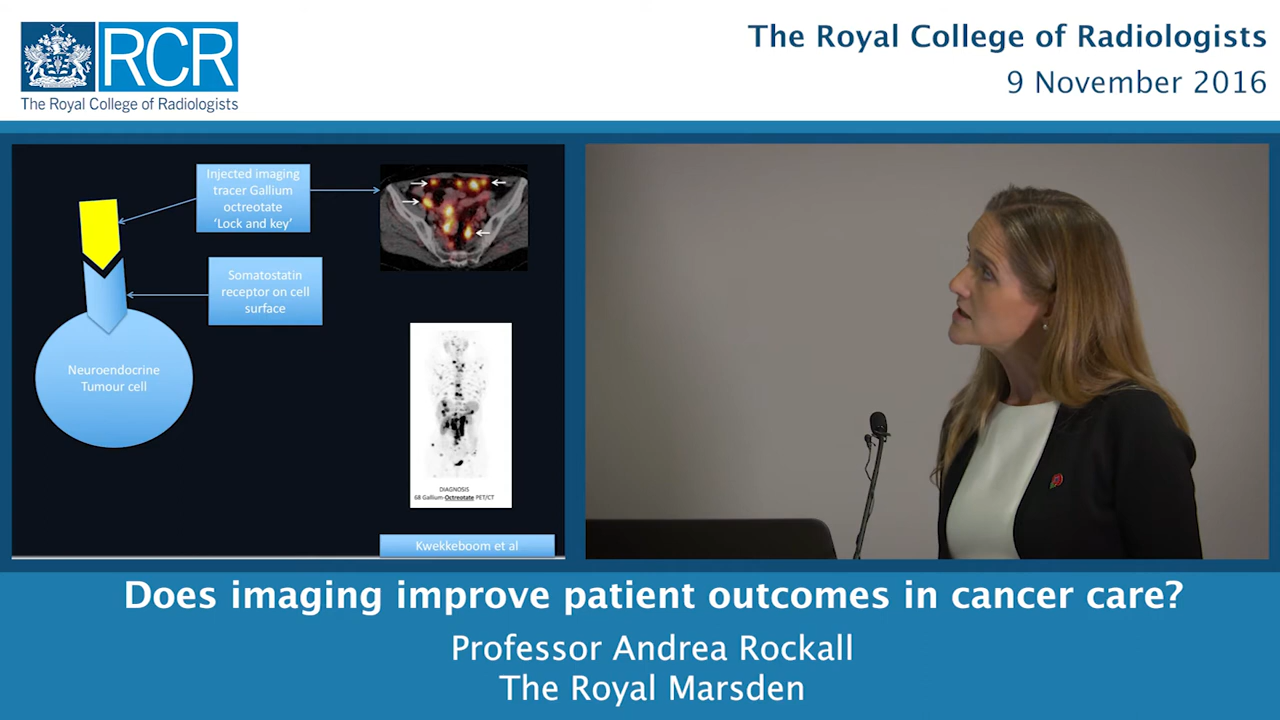 RCR
The Royal College of Radiologists
The Royal College of Radiologists
9 November 2016
Injected imaging
tracer Gallium
octreotate
'Lock and key'
Somatostatin
receptor on cell
surface
Neuroendocrine
Tumour cell
DIAGNOSIS
68 Gallium-Octreotate PET/CT
Kwekkeboom et al
Does imaging improve patient outcomes in cancer care?
Professor Andrea Rockall
The Royal Marsden